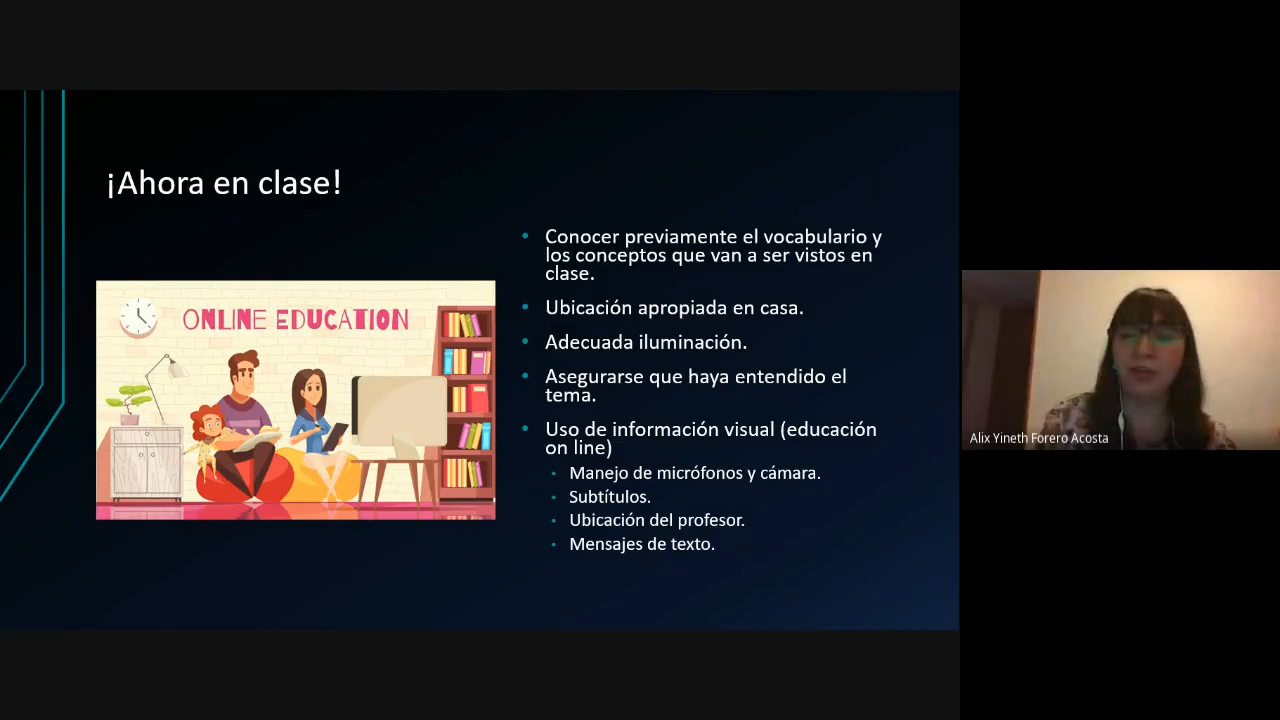 ¡Ahora en clase!
ONLINE EDUCATION
Conocer previamente el vocabulario y
los conceptos que van a ser vistos en
clase.
Ubicación apropiada en casa.
Adecuada iluminación.
Asegurarse que haya entendido el
tema.
Uso de información visual (educación
on line)
Manejo de micrófonos y cámara.
Subtítulos.
Ubicación del profesor.
Mensajes de texto.
Alix Yineth Forero Acosta